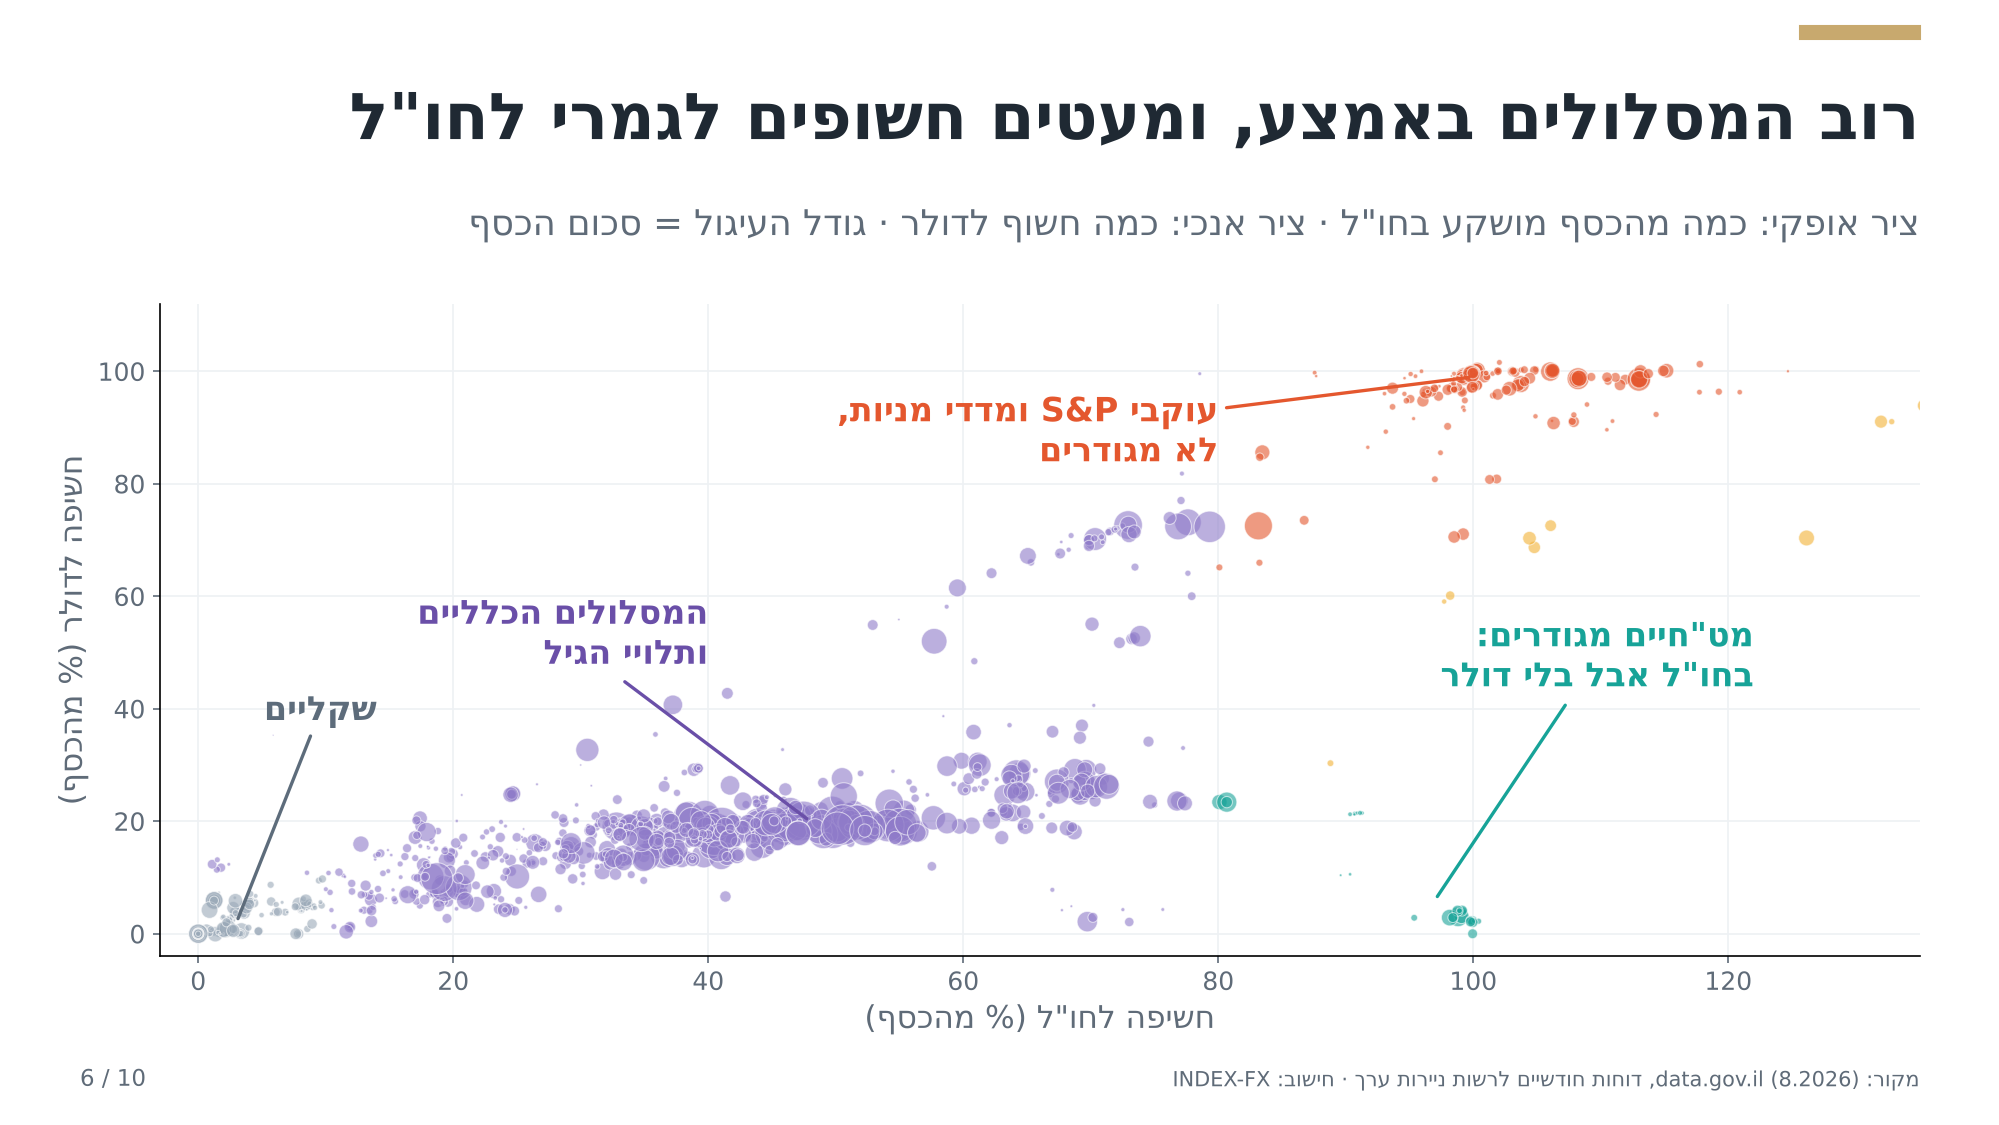 רוב המסלולים באמצע, ומעטים חשופים לגמרי לחו"ל
ציר אופקי: כמה מהכסף מושקע בחו"ל · ציר אנכי: כמה חשוף לדולר · גודל העיגול = סכום הכסף
חשיפה לדולר (% מהכסף)
100
80
60
40
20
0
עוקבי S&P ומדדי מניות,
לא מגודרים
המסלולים הכלליים
ותלויי הגיל
מט"חיים מגודרים:
בחו"ל אבל בלי דולר
שקליים
0 20 40 60 80 100 120
חשיפה לחו"ל (% מהכסף)
מקור: data.gov.il (8.2026), דוחות חודשיים לרשות ניירות ערך · חישוב: INDEX-FX
6 / 10